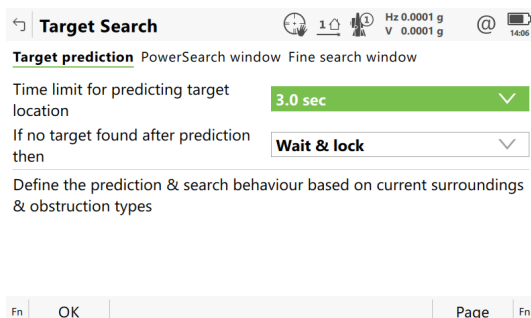 Target Search 1 1 Hz 0.0001 g @
V 0.0001 g 14:06
Target prediction PowerSearch window Fine search window
Time limit for predicting target
location
3.0 sec
If no target found after prediction
then
Wait & lock
Define the prediction & search behaviour based on current surroundings
& obstruction types
Fn OK Page Fn